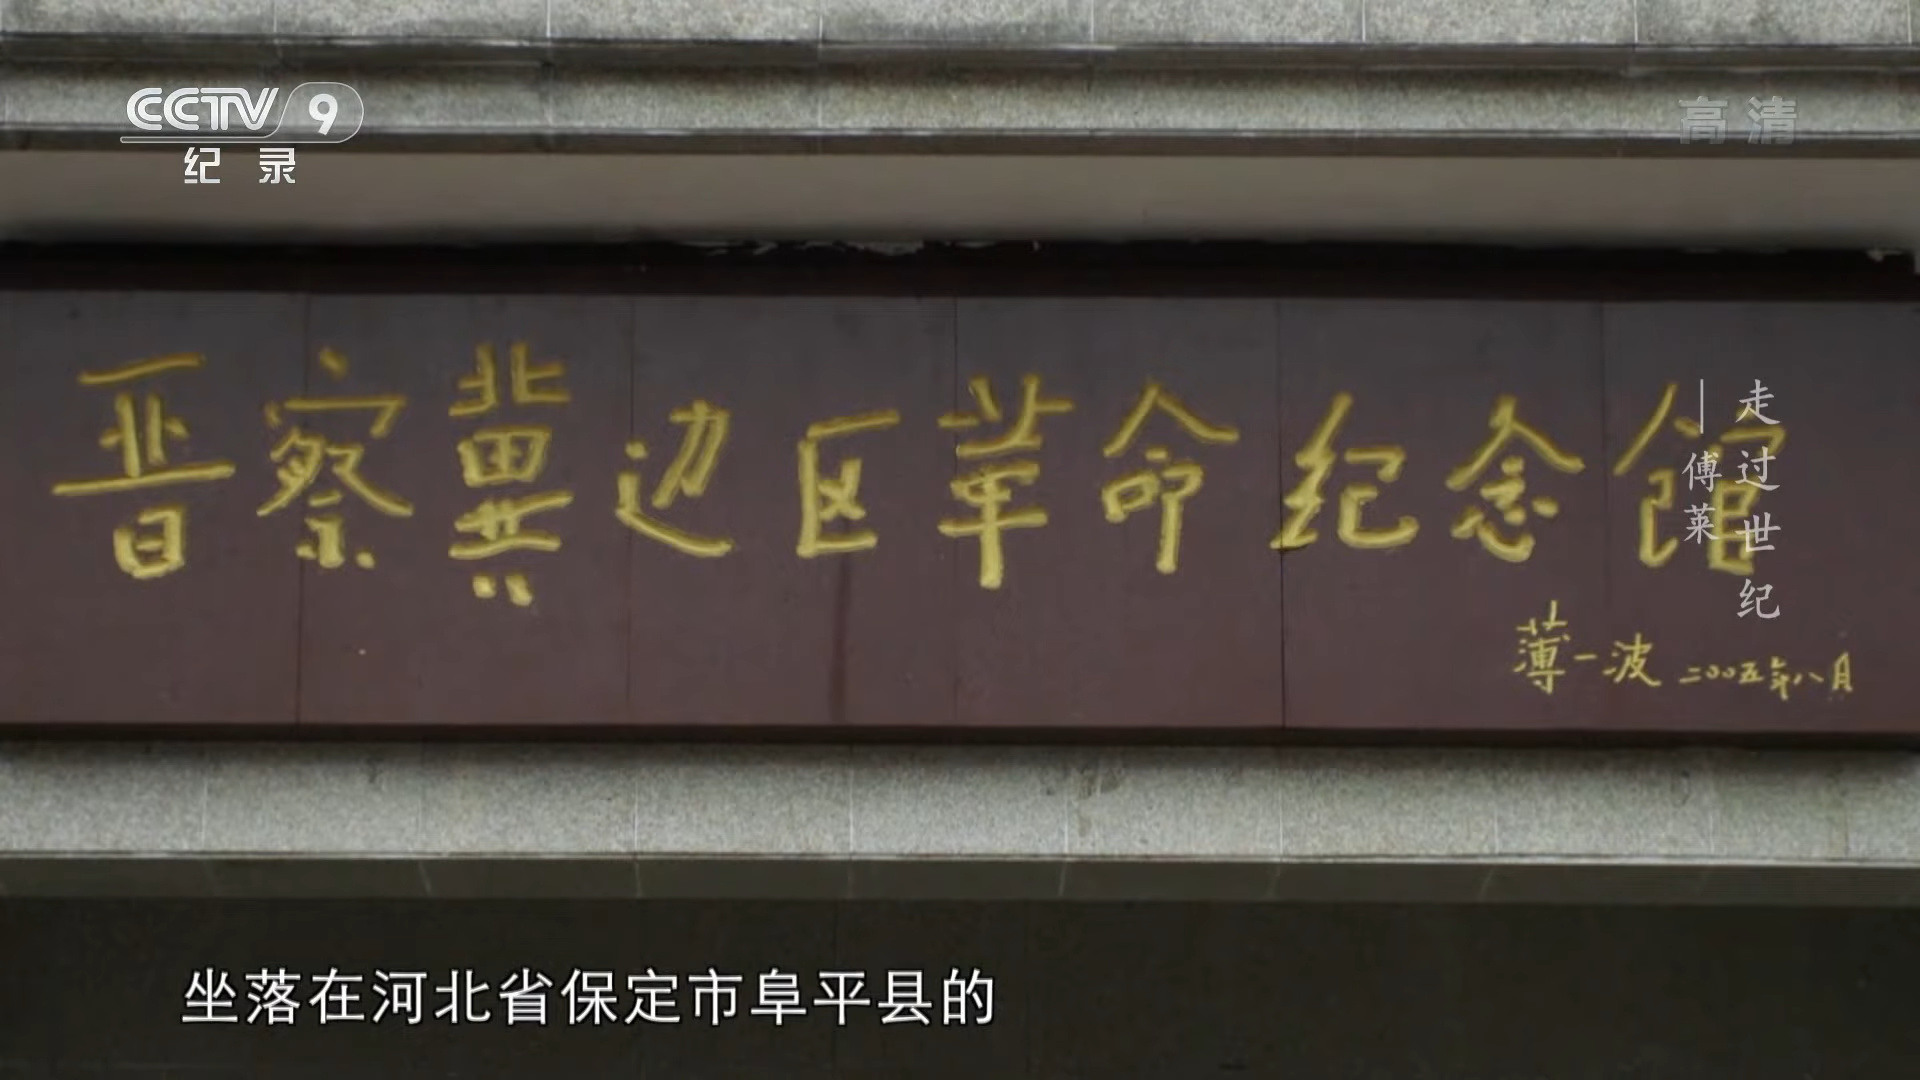 CCTV 9
纪录
高清
晋察冀边区革命纪念馆
薄一波 二〇〇五年八月
走过世纪
—傅莱
坐落在河北省保定市阜平县的